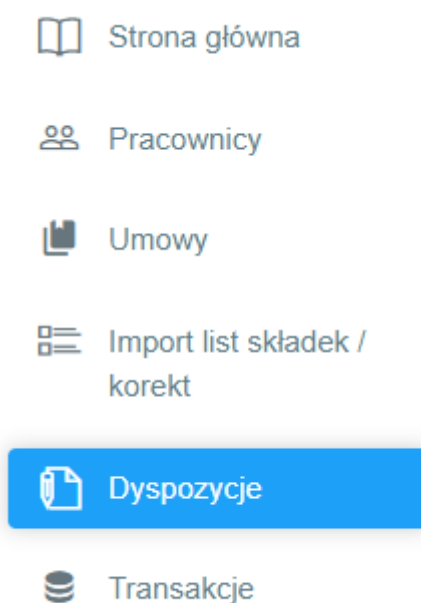 Strona główna
Pracownicy
Umowy
Import list składek /
korekt
Dyspozycje
Transakcje